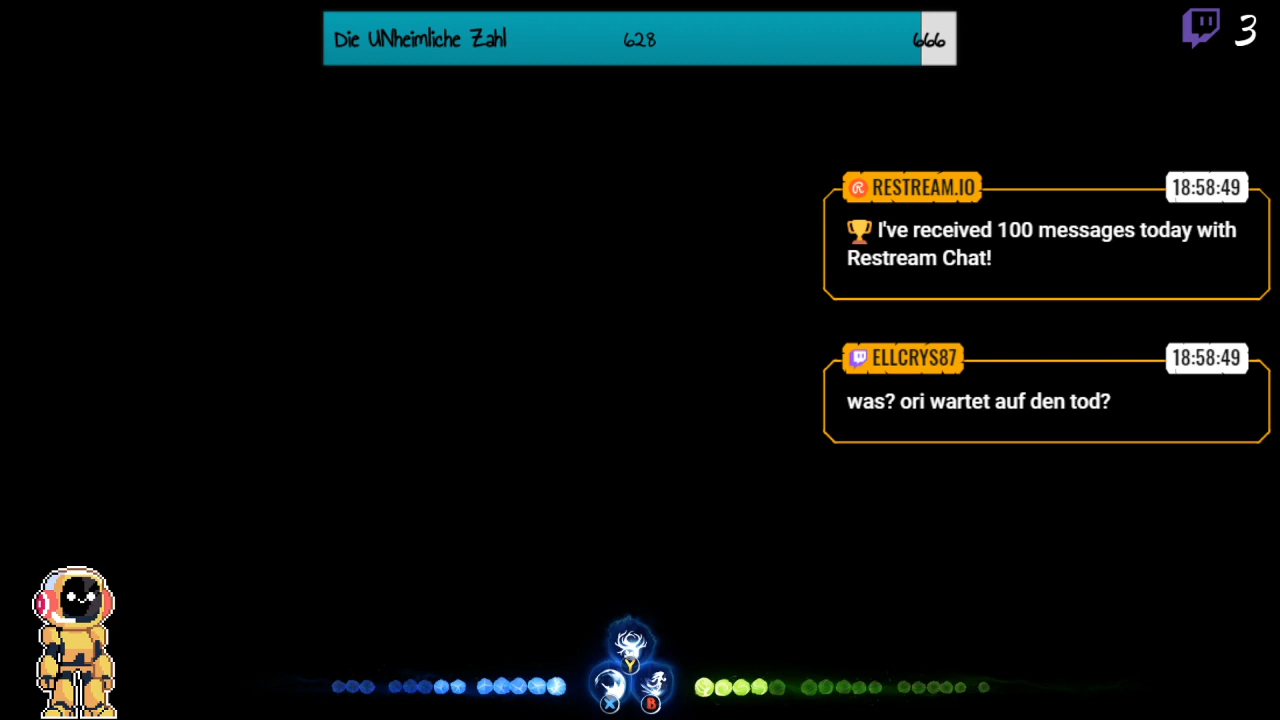 Die UNheimliche Zahl 628 666
3
RESTREAM.IO 18:58:49
🏆 I've received 100 messages today with
Restream Chat!
ELLCRYS87 18:58:49
was? ori wartet auf den tod?
Y
X B